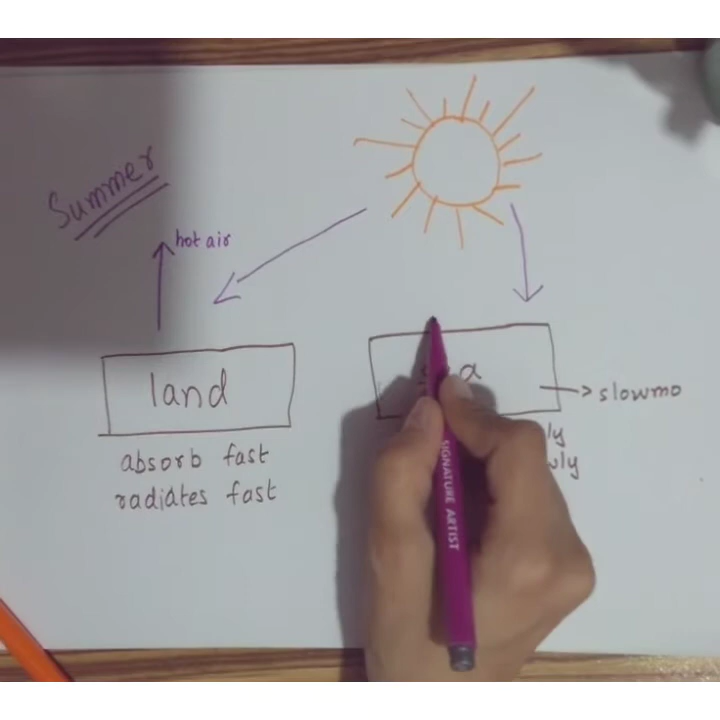 Summer
hot air
land
slowmo
absorb fast
radiates fast
SIGNATURE ARTIST